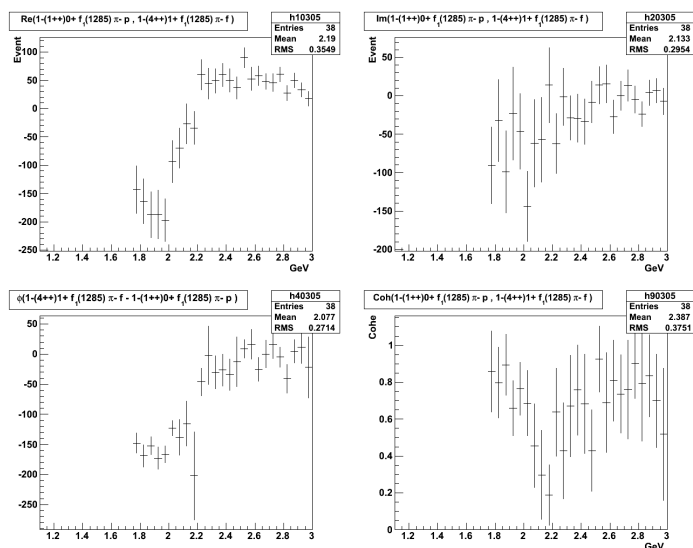 Re(1-(1++)0+ f1(1285) π- p , 1-(4++)1+ f1(1285) π- f )
h10305
Entries 38
Mean 2.19
RMS 0.3549
Event
100
50
0
-50
-100
-150
-200
-250
1.2 1.4 1.6 1.8 2 2.2 2.4 2.6 2.8 3
GeV
Im(1-(1++)0+ f1(1285) π- p , 1-(4++)1+ f1(1285) π- f )
h20305
Entries 38
Mean 2.133
RMS 0.2954
Event
50
0
-50
-100
-150
-200
1.2 1.4 1.6 1.8 2 2.2 2.4 2.6 2.8 3
GeV
ϕ(1-(4++)1+ f1(1285) π- f - 1-(1++)0+ f1(1285) π- p )
h40305
Entries 38
Mean 2.077
RMS 0.2714
50
0
-50
-100
-150
-200
-250
1.2 1.4 1.6 1.8 2 2.2 2.4 2.6 2.8 3
Coh(1-(1++)0+ f1(1285) π- p , 1-(4++)1+ f1(1285) π- f )
h90305
Entries 38
Mean 2.387
RMS 0.3751
Cohe
1
0.8
0.6
0.4
0.2
0
1.2 1.4 1.6 1.8 2 2.2 2.4 2.6 2.8 3
GeV